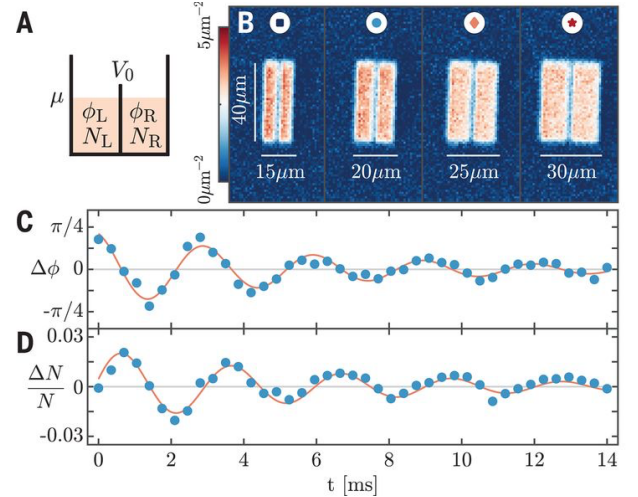 A
V₀
μ
ϕL ϕR
NL NR
5μm⁻²
0μm⁻²
B
40μm
15μm 20μm 25μm 30μm
C
π/4
Δϕ 0
-π/4
D
0.03
ΔN/N 0
-0.03
0 2 4 6 8 10 12 14
t [ms]